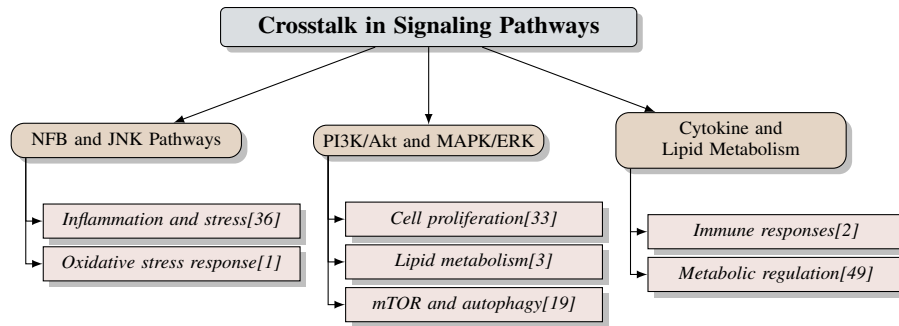 Crosstalk in Signaling Pathways
NFB and JNK Pathways
Inflammation and stress[36]
Oxidative stress response[1]
PI3K/Akt and MAPK/ERK
Cell proliferation[33]
Lipid metabolism[3]
mTOR and autophagy[19]
Cytokine and
Lipid Metabolism
Immune responses[2]
Metabolic regulation[49]